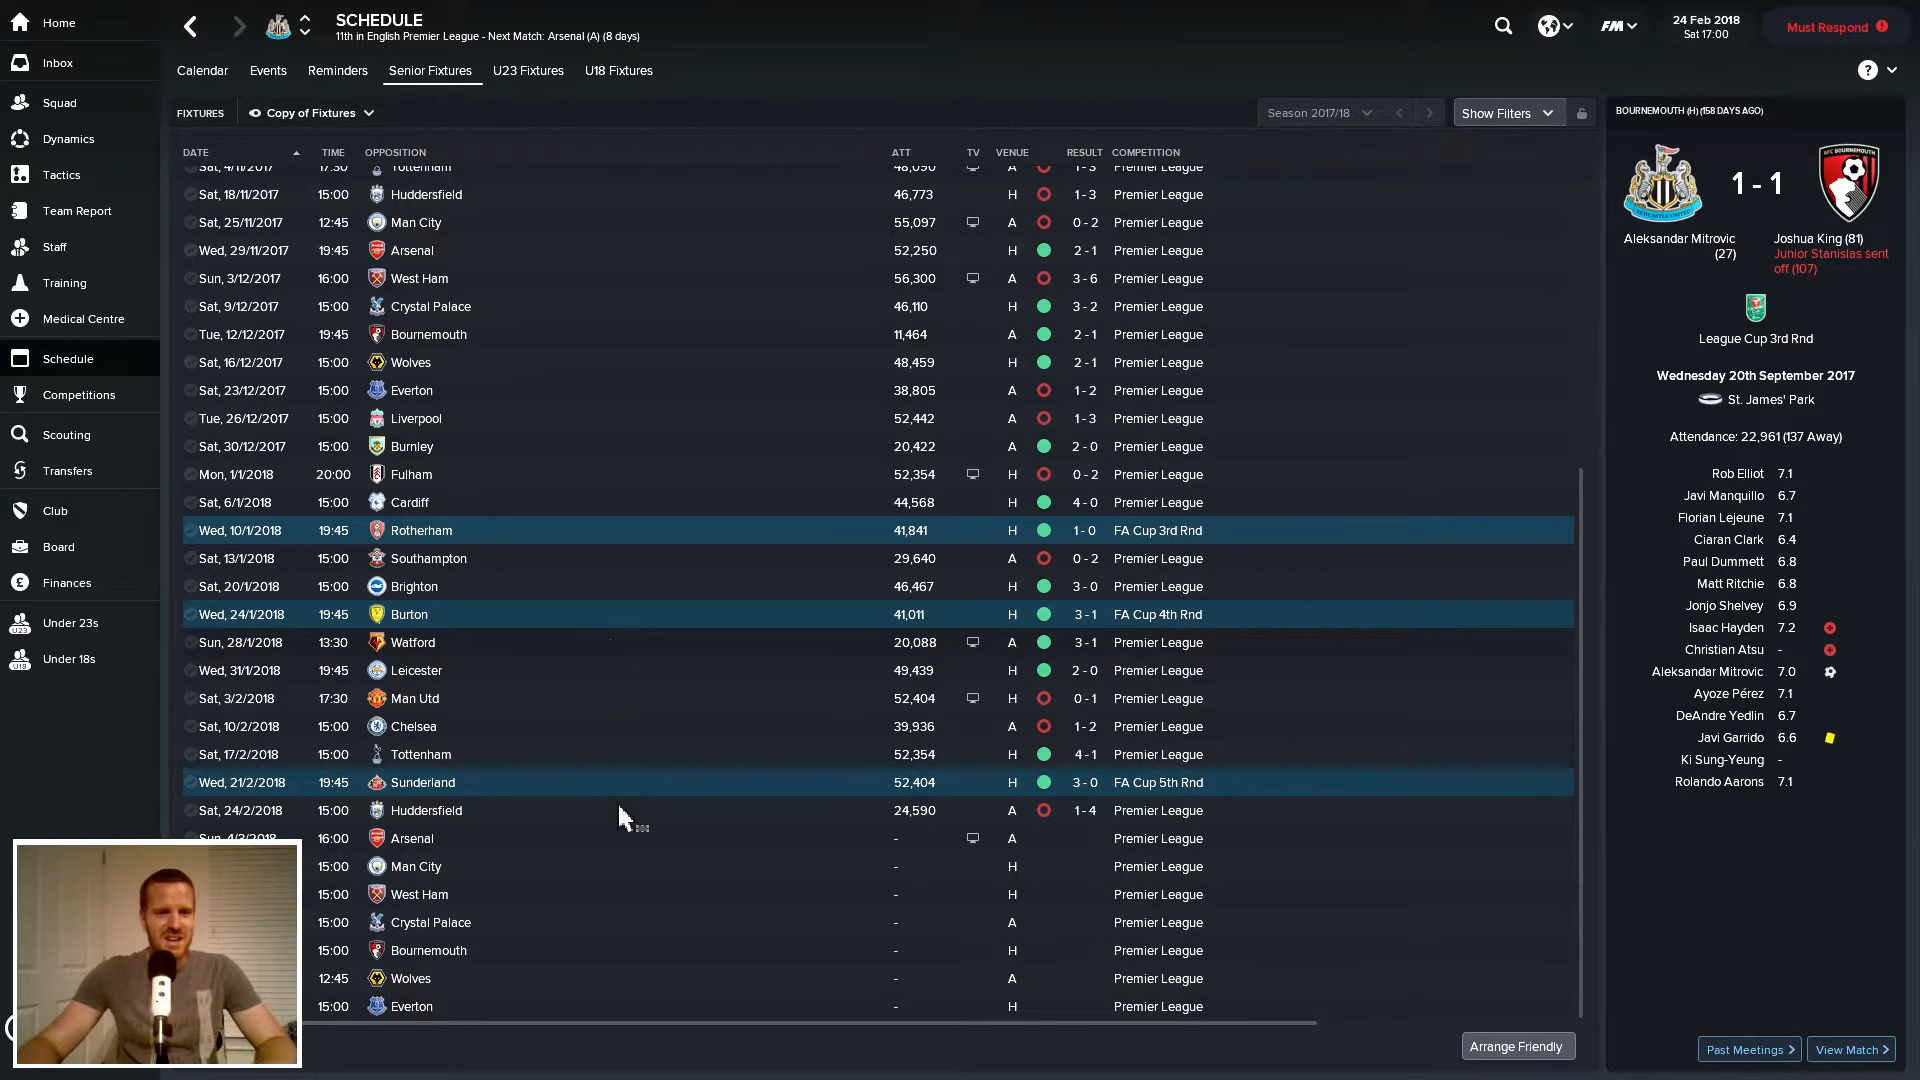 Home
Inbox
Squad
Dynamics
Tactics
Team Report
Staff
Training
Medical Centre
Schedule
Competitions
Scouting
Transfers
Club
Board
Finances
U23
Under 23s
U18
Under 18s
SCHEDULE
11th in English Premier League - Next Match: Arsenal (A) (8 days)
FM
24 Feb 2018
Sat 17:00
Must Respond
Calendar Events Reminders Senior Fixtures U23 Fixtures U18 Fixtures
?
FIXTURES Copy of Fixtures
Season 2017/18
Show Filters
DATE TIME OPPOSITION ATT TV VENUE RESULT COMPETITION
Sat, 4/11/2017 17:30 Tottenham 48,090 A 1 - 3 Premier League
Sat, 18/11/2017 15:00 Huddersfield 46,773 H 1 - 3 Premier League
Sat, 25/11/2017 12:45 Man City 55,097 A 0 - 2 Premier League
Wed, 29/11/2017 19:45 Arsenal 52,250 H 2 - 1 Premier League
Sun, 3/12/2017 16:00 West Ham 56,300 A 3 - 6 Premier League
Sat, 9/12/2017 15:00 Crystal Palace 46,110 H 3 - 2 Premier League
Tue, 12/12/2017 19:45 Bournemouth 11,464 A 2 - 1 Premier League
Sat, 16/12/2017 15:00 Wolves 48,459 H 2 - 1 Premier League
Sat, 23/12/2017 15:00 Everton 38,805 A 1 - 2 Premier League
Tue, 26/12/2017 15:00 Liverpool 52,442 A 1 - 3 Premier League
Sat, 30/12/2017 15:00 Burnley 20,422 A 2 - 0 Premier League
Mon, 1/1/2018 20:00 Fulham 52,354 H 0 - 2 Premier League
Sat, 6/1/2018 15:00 Cardiff 44,568 H 4 - 0 Premier League
Wed, 10/1/2018 19:45 Rotherham 41,841 H 1 - 0 FA Cup 3rd Rnd
Sat, 13/1/2018 15:00 Southampton 29,640 A 0 - 2 Premier League
Sat, 20/1/2018 15:00 Brighton 46,467 H 3 - 0 Premier League
Wed, 24/1/2018 19:45 Burton 41,011 H 3 - 1 FA Cup 4th Rnd
Sun, 28/1/2018 13:30 Watford 20,088 A 3 - 1 Premier League
Wed, 31/1/2018 19:45 Leicester 49,439 H 2 - 0 Premier League
Sat, 3/2/2018 17:30 Man Utd 52,404 H 0 - 1 Premier League
Sat, 10/2/2018 15:00 Chelsea 39,936 A 1 - 2 Premier League
Sat, 17/2/2018 15:00 Tottenham 52,354 H 4 - 1 Premier League
Wed, 21/2/2018 19:45 Sunderland 52,404 H 3 - 0 FA Cup 5th Rnd
Sat, 24/2/2018 15:00 Huddersfield 24,590 A 1 - 4 Premier League
Sun, 4/3/2018 16:00 Arsenal - A Premier League
15:00 Man City - H Premier League
15:00 West Ham - H Premier League
15:00 Crystal Palace - A Premier League
15:00 Bournemouth - H Premier League
12:45 Wolves - A Premier League
15:00 Everton - H Premier League
Arrange Friendly
BOURNEMOUTH (H) (158 DAYS AGO)
NEWCASTLE UNITED
AFC BOURNEMOUTH
1 - 1
Aleksandar Mitrovic
(27)
Joshua King (81)
Junior Stanislas sent
off (107)
League Cup 3rd Rnd
Wednesday 20th September 2017
St. James' Park
Attendance: 22,961 (137 Away)
Rob Elliot 7.1
Javi Manquillo 6.7
Florian Lejeune 7.1
Ciaran Clark 6.4
Paul Dummett 6.8
Matt Ritchie 6.8
Jonjo Shelvey 6.9
Isaac Hayden 7.2
Christian Atsu -
Aleksandar Mitrovic 7.0
Ayoze Pérez 7.1
DeAndre Yedlin 6.7
Javi Garrido 6.6
Ki Sung-Yeung -
Rolando Aarons 7.1
Past Meetings
View Match